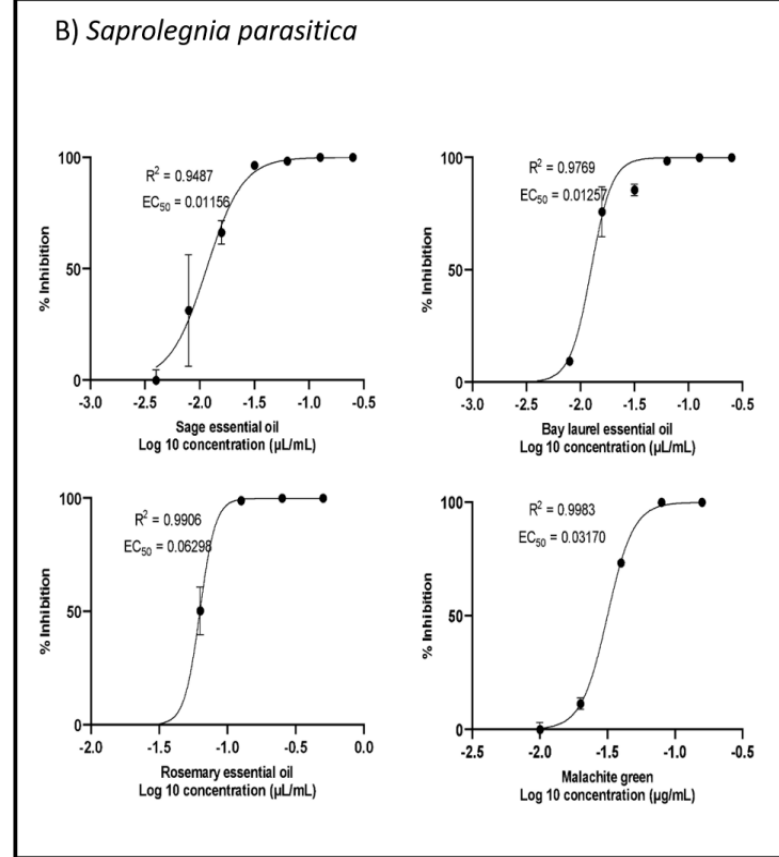 B) Saprolegnia parasitica
R² = 0.9487
EC₅₀ = 0.01156
% Inhibition
100
50
0
-3.0 -2.5 -2.0 -1.5 -1.0 -0.5
Sage essential oil
Log 10 concentration (µL/mL)
R² = 0.9769
EC₅₀ = 0.01257
% Inhibition
100
50
0
-3.0 -2.5 -2.0 -1.5 -1.0 -0.5
Bay laurel essential oil
Log 10 concentration (µL/mL)
R² = 0.9906
EC₅₀ = 0.06298
% Inhibition
100
50
0
-2.0 -1.5 -1.0 -0.5 0.0
Rosemary essential oil
Log 10 concentration (µL/mL)
R² = 0.9983
EC₅₀ = 0.03170
% Inhibition
100
50
0
-2.5 -2.0 -1.5 -1.0 -0.5
Malachite green
Log 10 concentration (µg/mL)